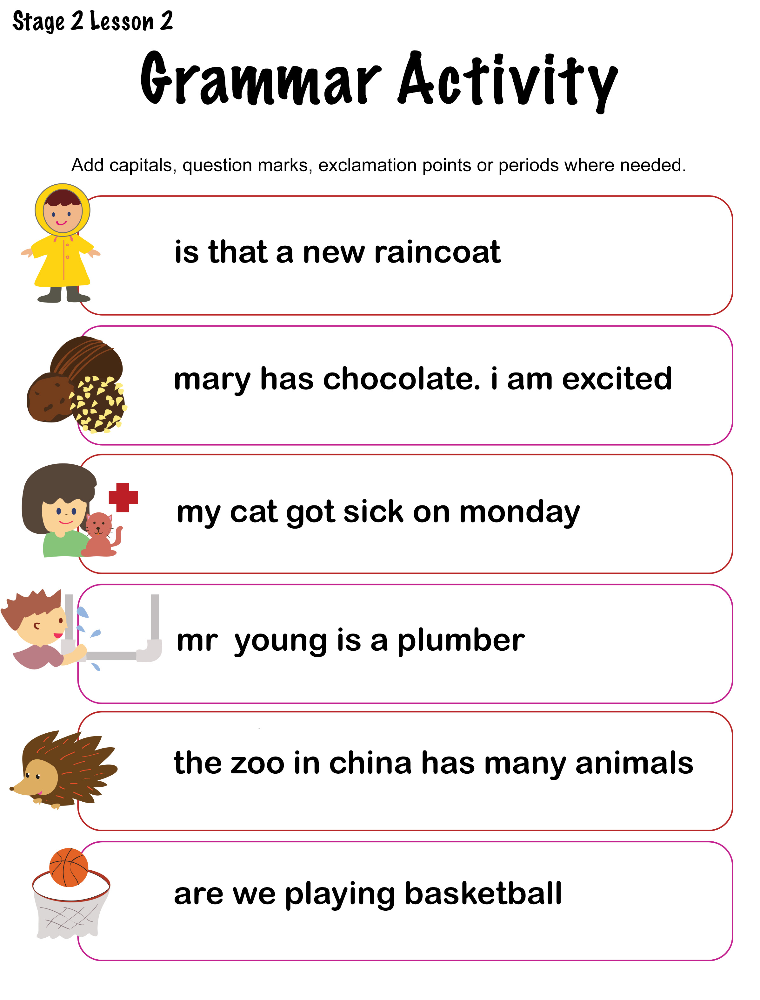 Stage 2 Lesson 2
Grammar Activity
Add capitals, question marks, exclamation points or periods where needed.
is that a new raincoat
mary has chocolate. i am excited
my cat got sick on monday
mr  young is a plumber
the zoo in china has many animals
are we playing basketball